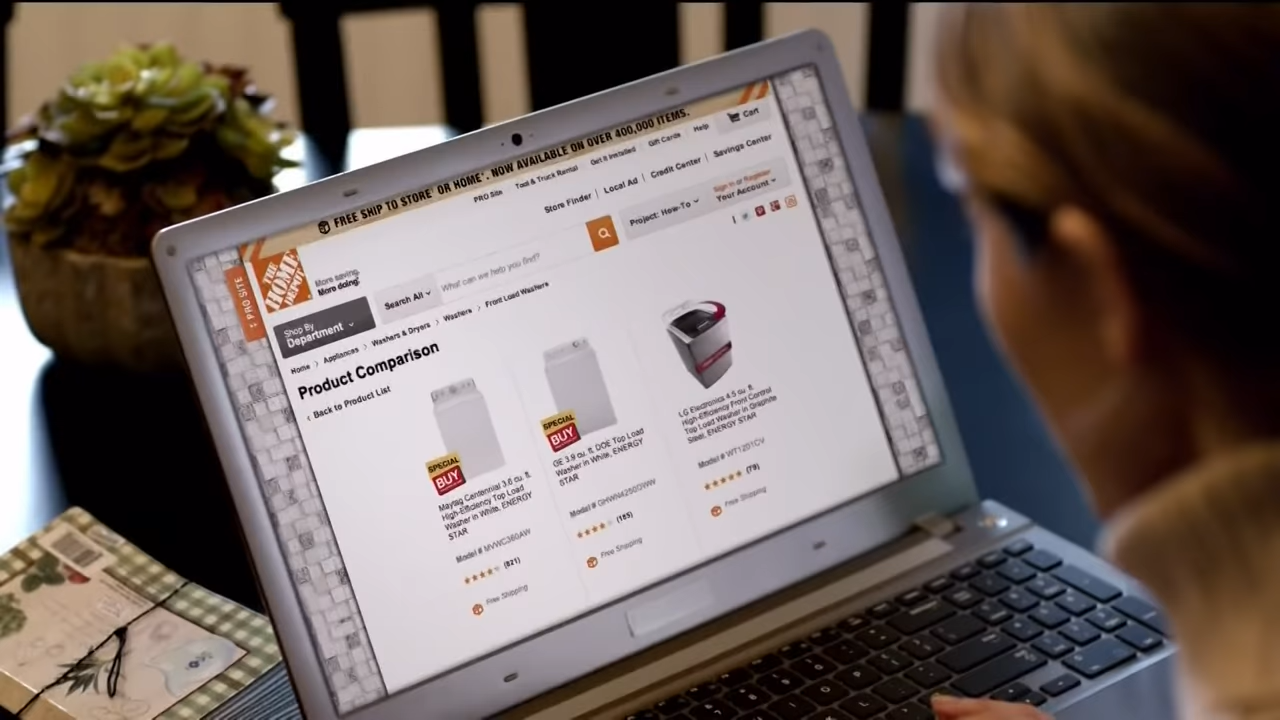 FREE SHIP TO STORE* OR HOME*. NOW AVAILABLE ON OVER 400,000 ITEMS.
PRO Site
Tool & Truck Rental
Get It Installed
Gift Cards
Help
Cart
Store Finder | Local Ad | Credit Center | Savings Center
1 PRO SITE
THE
HOME
DEPOT
More saving.
More doing.
Search All
What can we help you find?
Project: How-To
Sign In or Register
Your Account
Shop By
Department
Home > Appliances > Washers & Dryers > Washers > Front Load Washers
Product Comparison
‹ Back to Product List
SPECIAL
BUY
Maytag Centennial 3.6 cu. ft.
High-Efficiency Top Load
Washer in White, ENERGY
STAR
Model # MVWC360AW
(821)
Free Shipping
SPECIAL
BUY
GE 3.9 cu. ft. DOE Top Load
Washer in White, ENERGY
STAR
Model # GHWN4250DWW
(185)
Free Shipping
LG Electronics 4.5 cu. ft.
High-Efficiency Front Control
Top Load Washer in Graphite
Steel, ENERGY STAR
Model # WT1201CV
(79)
Free Shipping